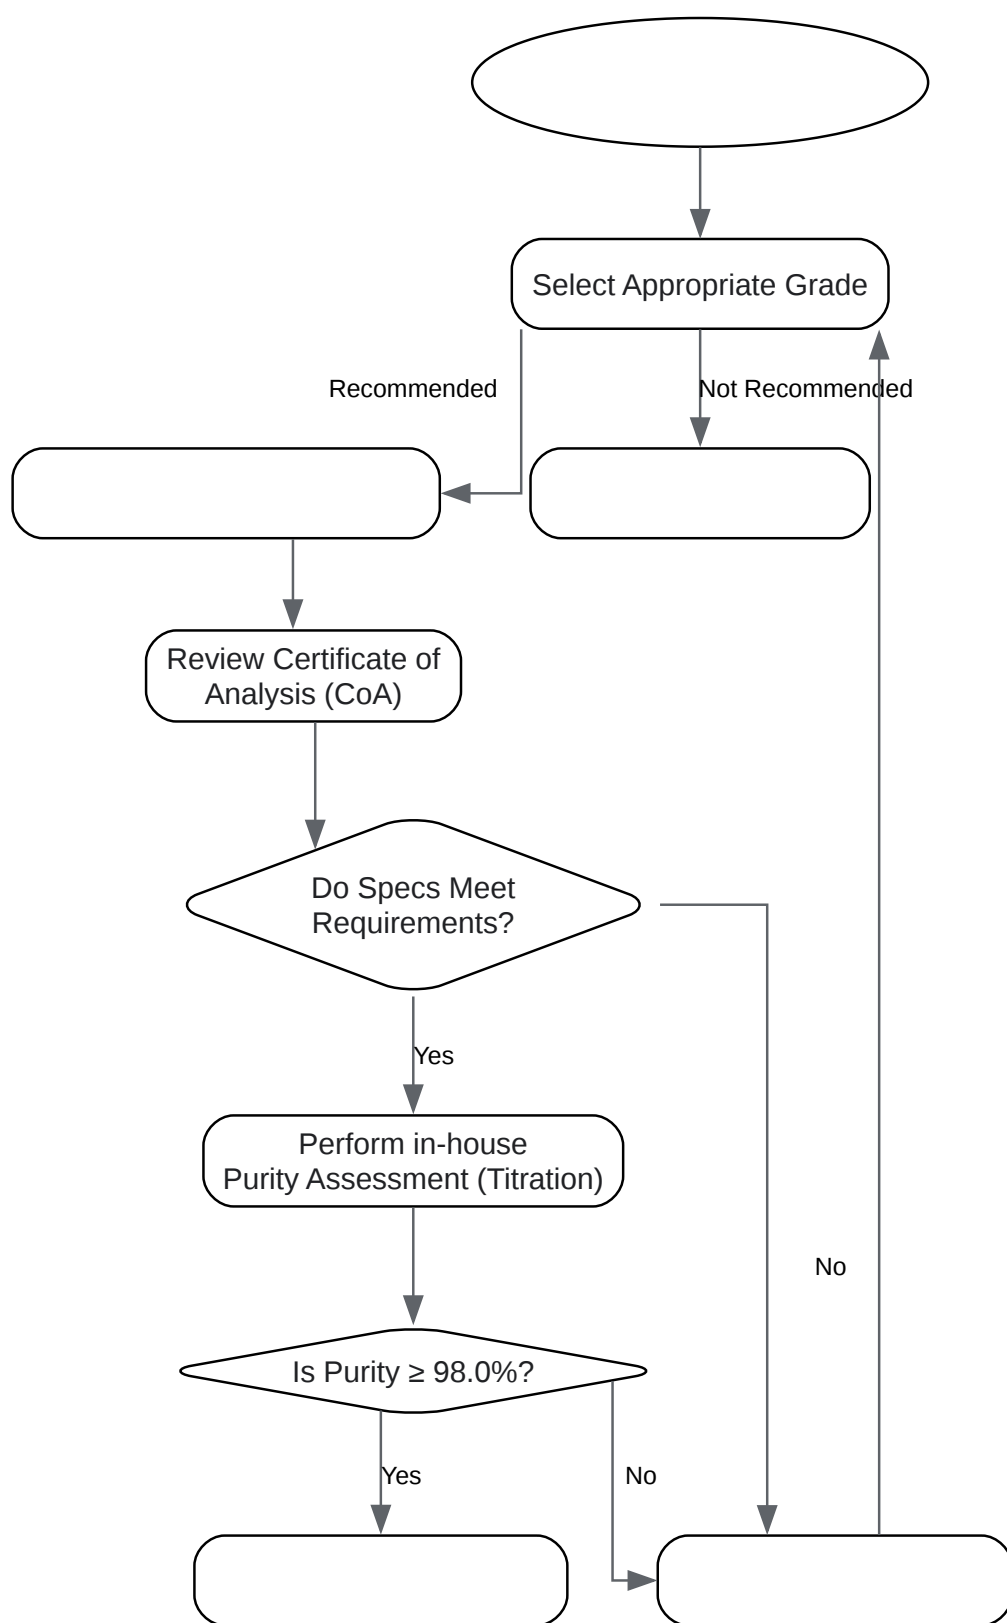 Select Appropriate Grade
Recommended
Not Recommended
Review Certificate of
Analysis (CoA)
Do Specs Meet
Requirements?
Yes
Perform in-house
Purity Assessment (Titration)
No
Is Purity ≥ 98.0%?
Yes
No